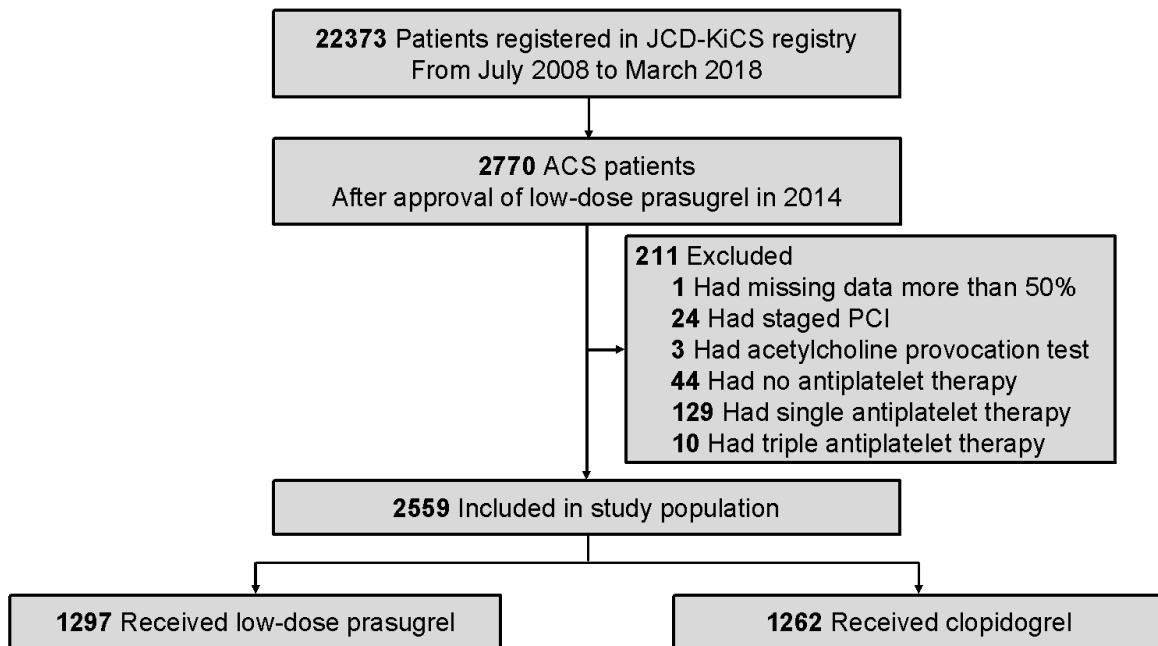 22373 Patients registered in JCD-KiCS registry
From July 2008 to March 2018
2770 ACS patients
After approval of low-dose prasugrel in 2014
211 Excluded
1 Had missing data more than 50%
24 Had staged PCI
3 Had acetylcholine provocation test
44 Had no antiplatelet therapy
129 Had single antiplatelet therapy
10 Had triple antiplatelet therapy
2559 Included in study population
1297 Received low-dose prasugrel
1262 Received clopidogrel